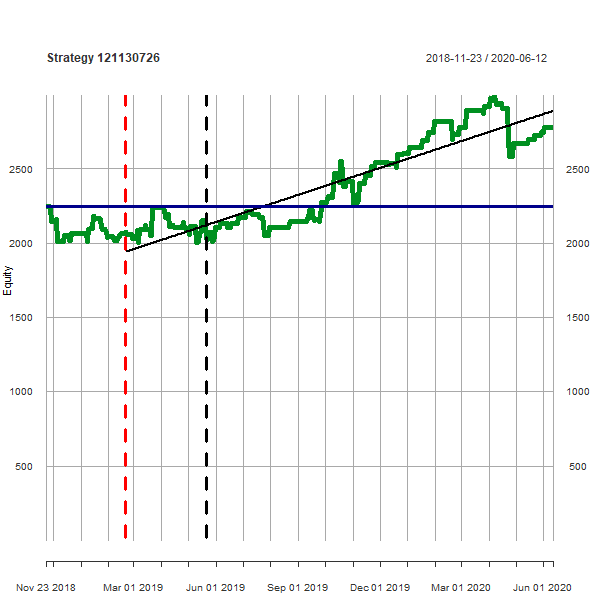 Strategy 121130726
2018-11-23 / 2020-06-12
2500
2000
1500
1000
500
Equity
2500
2000
1500
1000
500
Nov 23 2018
Mar 01 2019
Jun 01 2019
Sep 01 2019
Dec 01 2019
Mar 01 2020
Jun 01 2020